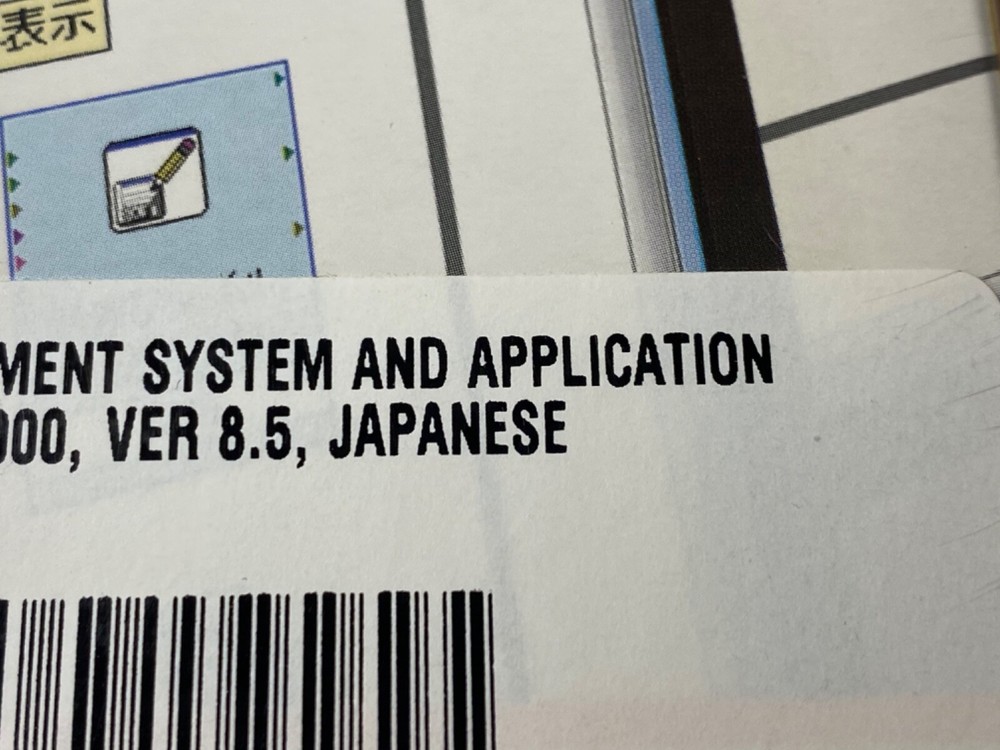 表示
MENT SYSTEM AND APPLICATION
000, VER 8.5, JAPANESE